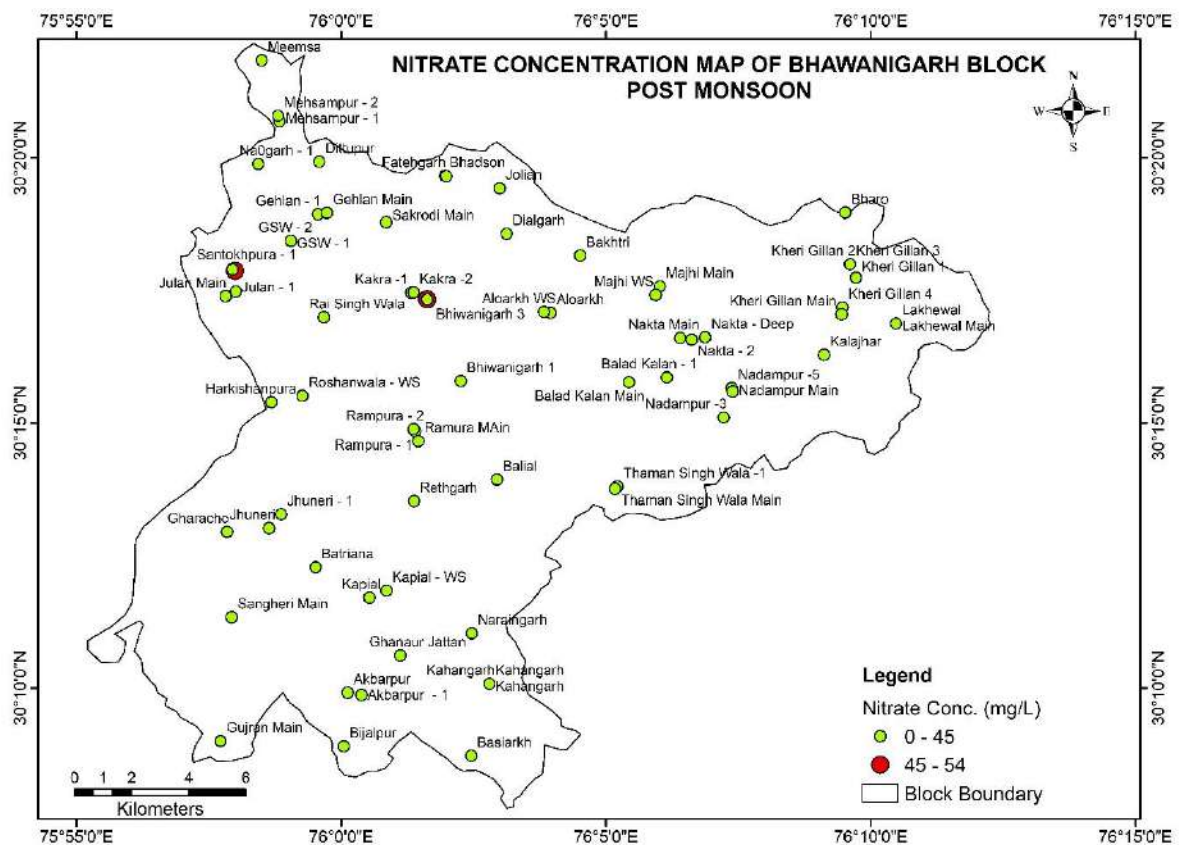 75°55'0"E 76°0'0"E 76°5'0"E 76°10'0"E 76°15'0"E
NITRATE CONCENTRATION MAP OF BHAWANIGARH BLOCK
POST MONSOON
N
W E
S
30°20'0"N
30°15'0"N
30°10'0"N
30°20'0"N
30°15'0"N
30°10'0"N
Meemsa
Mehsampur - 2
Mehsampur - 1
Na0garh - 1
Dittupur
Fatehgarh Bhadson
Jolian
Gehlan - 1
Gehlan Main
Sakrodi Main
Dialgarh
Bharo
GSW - 2
GSW - 1
Bakhtri
Kheri Gillan 2
Kheri Gillan 3
Santokhpura - 1
Kheri Gillan 1
Julan Main
Julan - 1
Kakra -1
Kakra -2
Majhi WS
Majhi Main
Rai Singh Wala
Bhiwanigarh 3
Aloarkh WS
Aloarkh
Kheri Gillan Main
Kheri Gillan 4
Lakhewal
Lakhewal Main
Nakta Main
Nakta - Deep
Nakta - 2
Kalajhar
Bhiwanigarh 1
Balad Kalan - 1
Balad Kalan Main
Nadampur -5
Nadampur Main
Nadampur -3
Harkishanpura
Roshanwala - WS
Rampura - 2
Ramura MAin
Rampura - 1
Balial
Thaman Singh Wala -1
Thaman Singh Wala Main
Rethgarh
Jhuneri - 1
Gharacho
Jhuneri
Batriana
Kapial
Kapial - WS
Sangheri Main
Naraingarh
Ghanaur Jattan
Kahangarh
Kahangarh
Kahangarh
Akbarpur
Akbarpur - 1
Gujran Main
Bijalpur
Basiarkh
Legend
Nitrate Conc. (mg/L)
0 - 45
45 - 54
Block Boundary
0 1 2 4 6
Kilometers
75°55'0"E 76°0'0"E 76°5'0"E 76°10'0"E 76°15'0"E